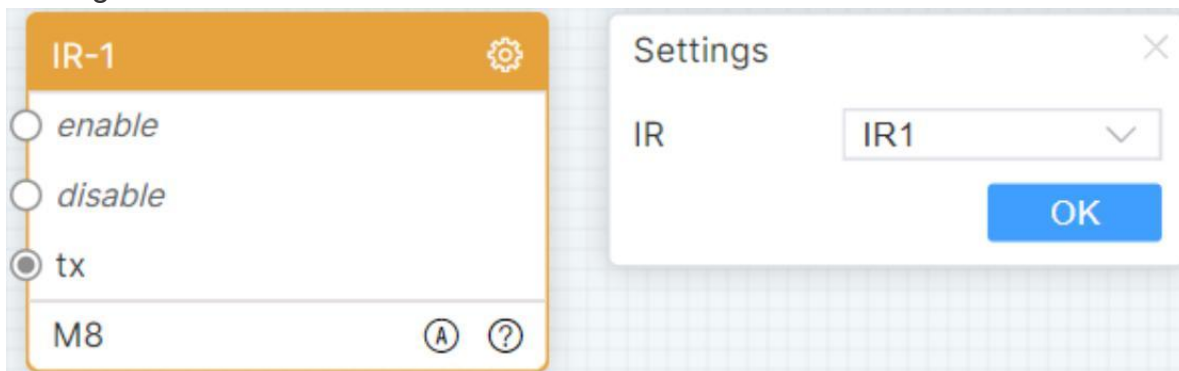 IR-1
enable
disable
tx
M8
A
?
Settings
IR
IR1
OK